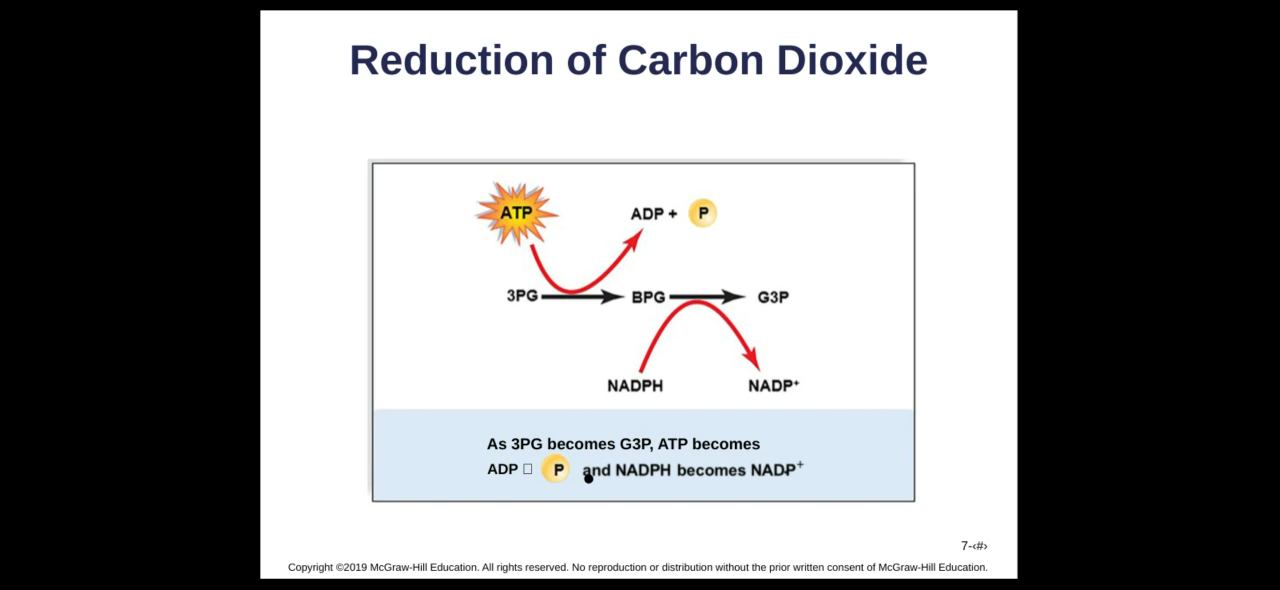 Reduction of Carbon Dioxide
ATP
ADP + P
3PG BPG G3P
NADPH NADP⁺
As 3PG becomes G3P, ATP becomes
ADP □ P and NADPH becomes NADP⁺
7-‹#›
Copyright ©2019 McGraw-Hill Education. All rights reserved. No reproduction or distribution without the prior written consent of McGraw-Hill Education.